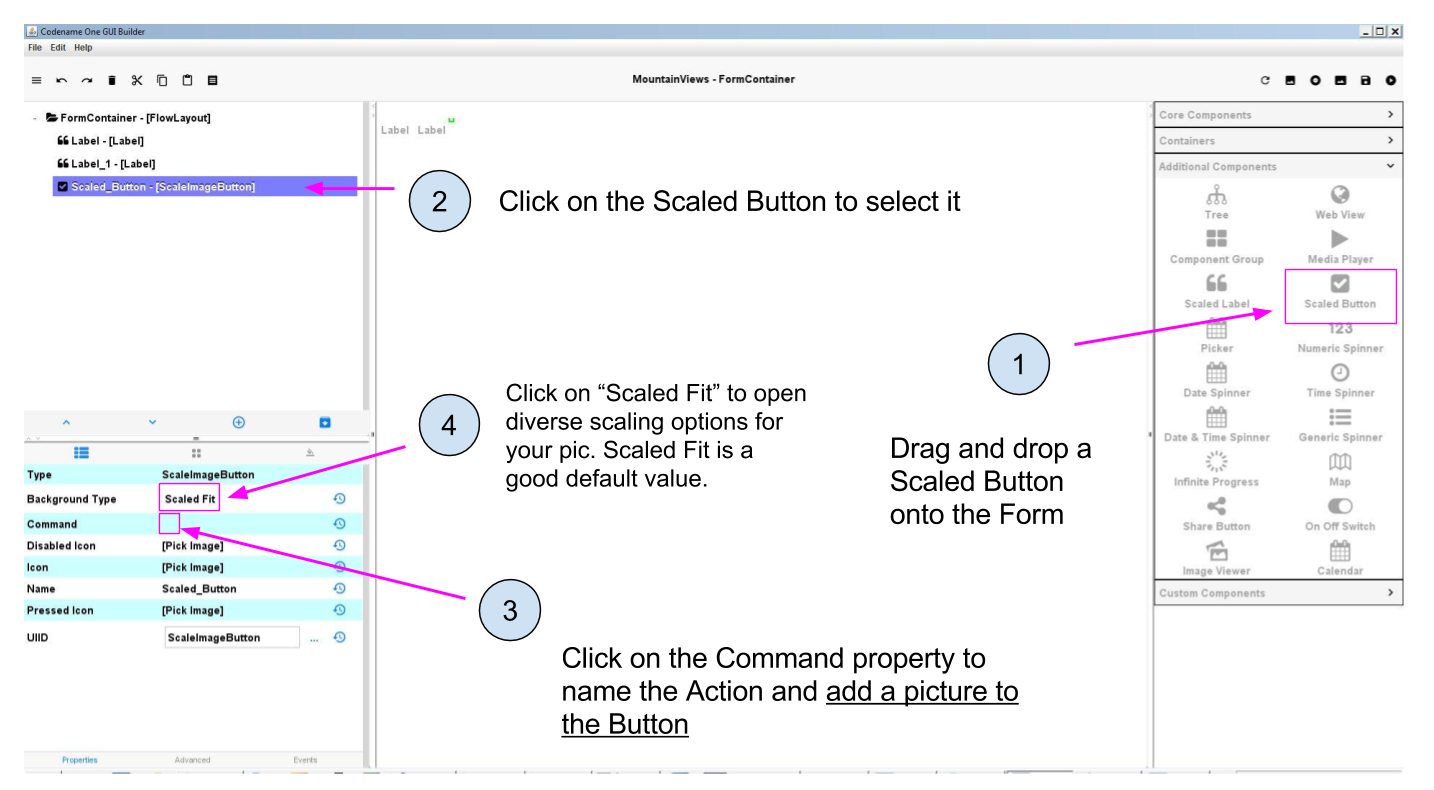 Codename One GUI Builder
File Edit Help
MountainViews - FormContainer
- FormContainer - [FlowLayout]
Label - [Label]
Label_1 - [Label]
Scaled_Button - [ScaleImageButton]
Label Label
2
Click on the Scaled Button to select it
Core Components
Containers
Additional Components
Tree
Web View
Component Group
Media Player
Scaled Label
Scaled Button
Picker
123
Numeric Spinner
Date Spinner
Time Spinner
Date & Time Spinner
Generic Spinner
Infinite Progress
Map
Share Button
On Off Switch
Image Viewer
Calendar
Custom Components
1
Drag and drop a
Scaled Button
onto the Form
4
Click on “Scaled Fit” to open
diverse scaling options for
your pic. Scaled Fit is a
good default value.
Type ScaleImageButton
Background Type Scaled Fit
Command
Disabled Icon [Pick Image]
Icon [Pick Image]
Name Scaled_Button
Pressed Icon [Pick Image]
UIID ScaleImageButton ...
3
Click on the Command property to
name the Action and add a picture to
the Button
Properties Advanced Events